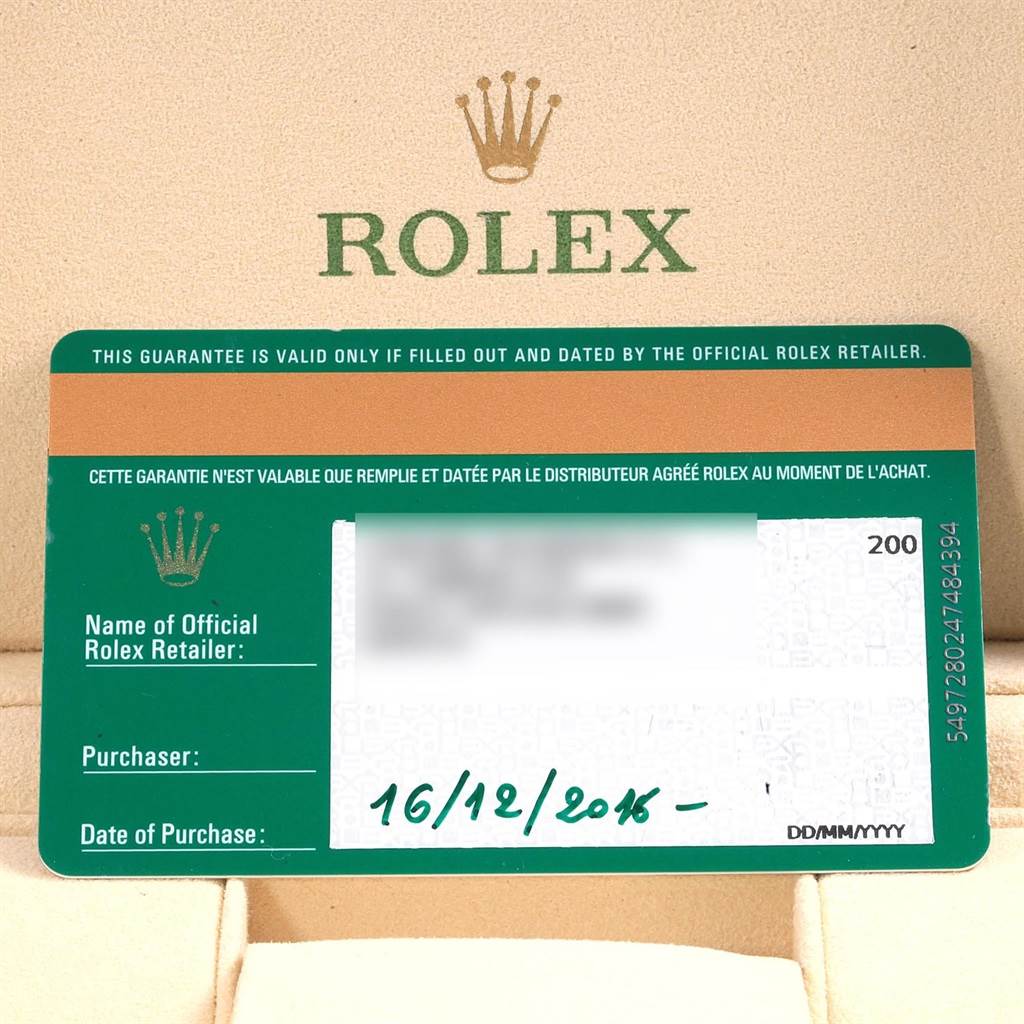 ROLEX
THIS GUARANTEE IS VALID ONLY IF FILLED OUT AND DATED BY THE OFFICIAL ROLEX RETAILER.
CETTE GARANTIE N'EST VALABLE QUE REMPLIE ET DATÉE PAR LE DISTRIBUTEUR AGRÉÉ ROLEX AU MOMENT DE L'ACHAT.
200
Name of Official
Rolex Retailer:
Purchaser:
Date of Purchase:
16/12/2016 -
DD/MM/YYYY
5497280247484394